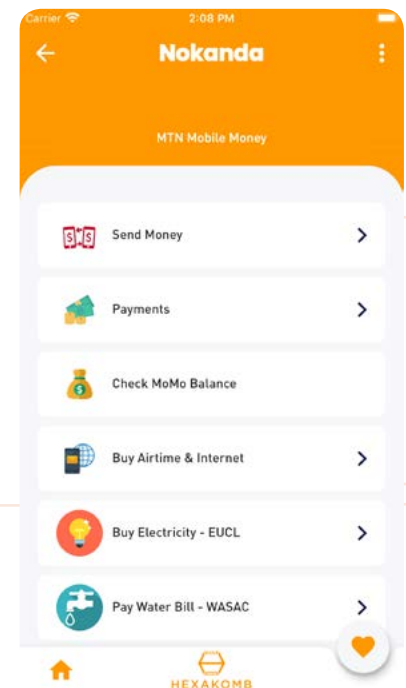 Carrier 2:08 PM
Nokanda
MTN Mobile Money
Send Money
Payments
Check MoMo Balance
Buy Airtime & Internet
Buy Electricity - EUCL
Pay Water Bill - WASAC
HEXAKOMB